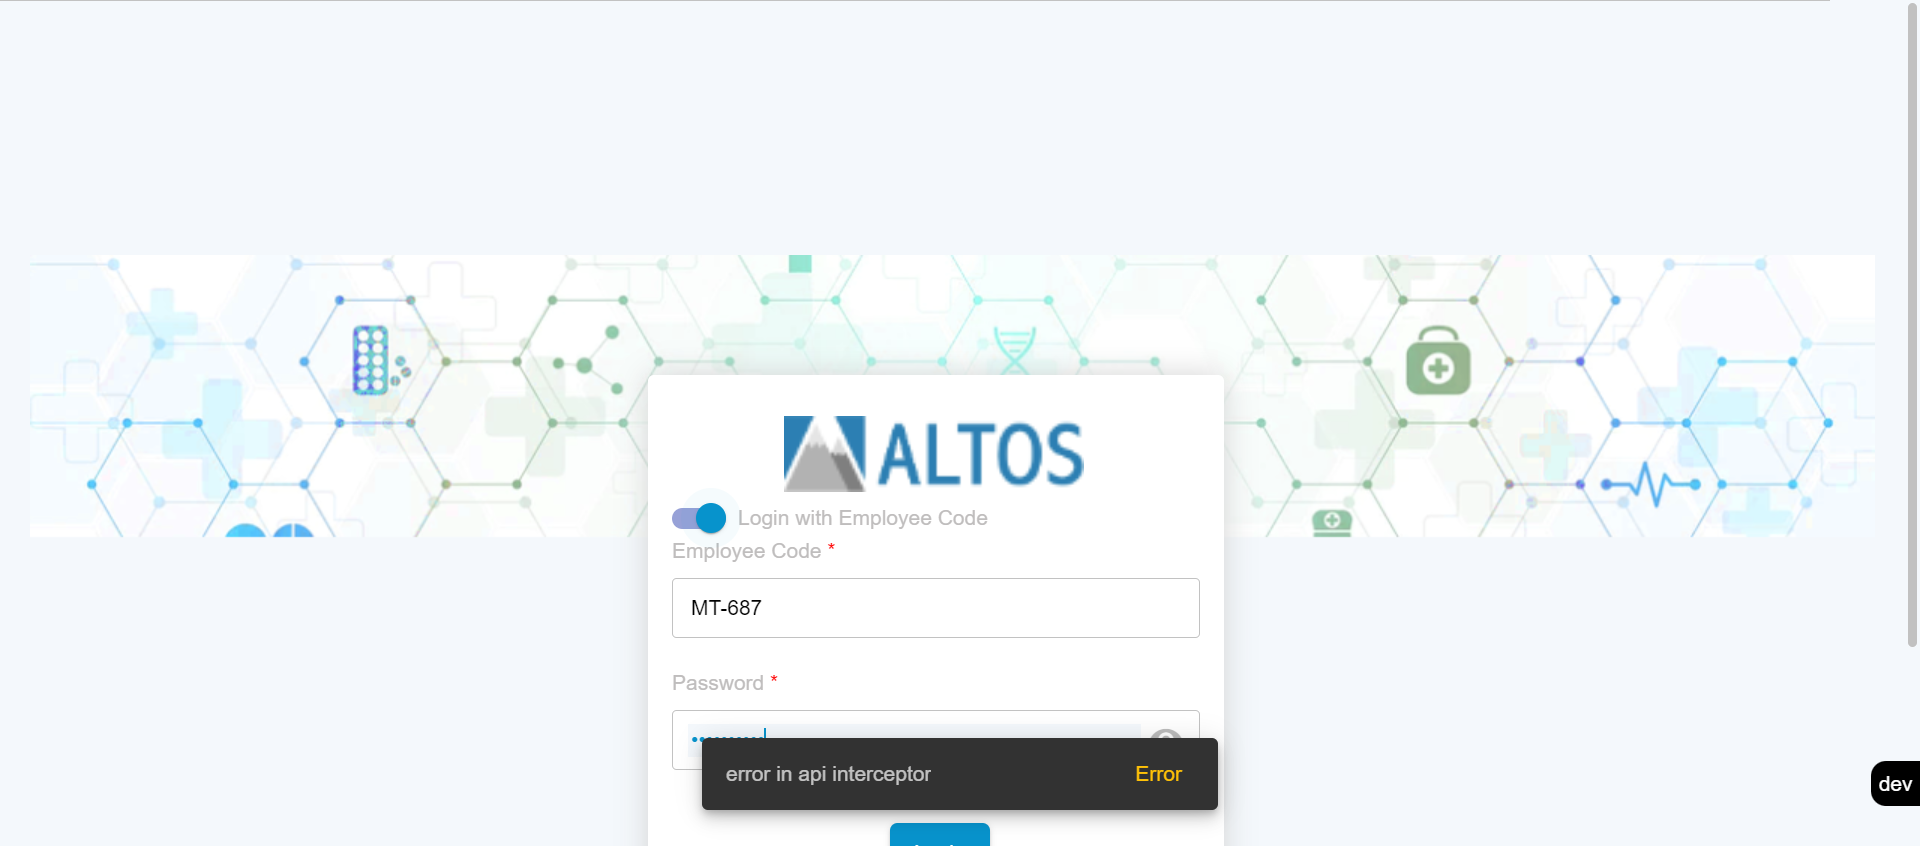 ALTOS
Login with Employee Code
Employee Code *
MT-687
Password *
error in api interceptor Error
dev